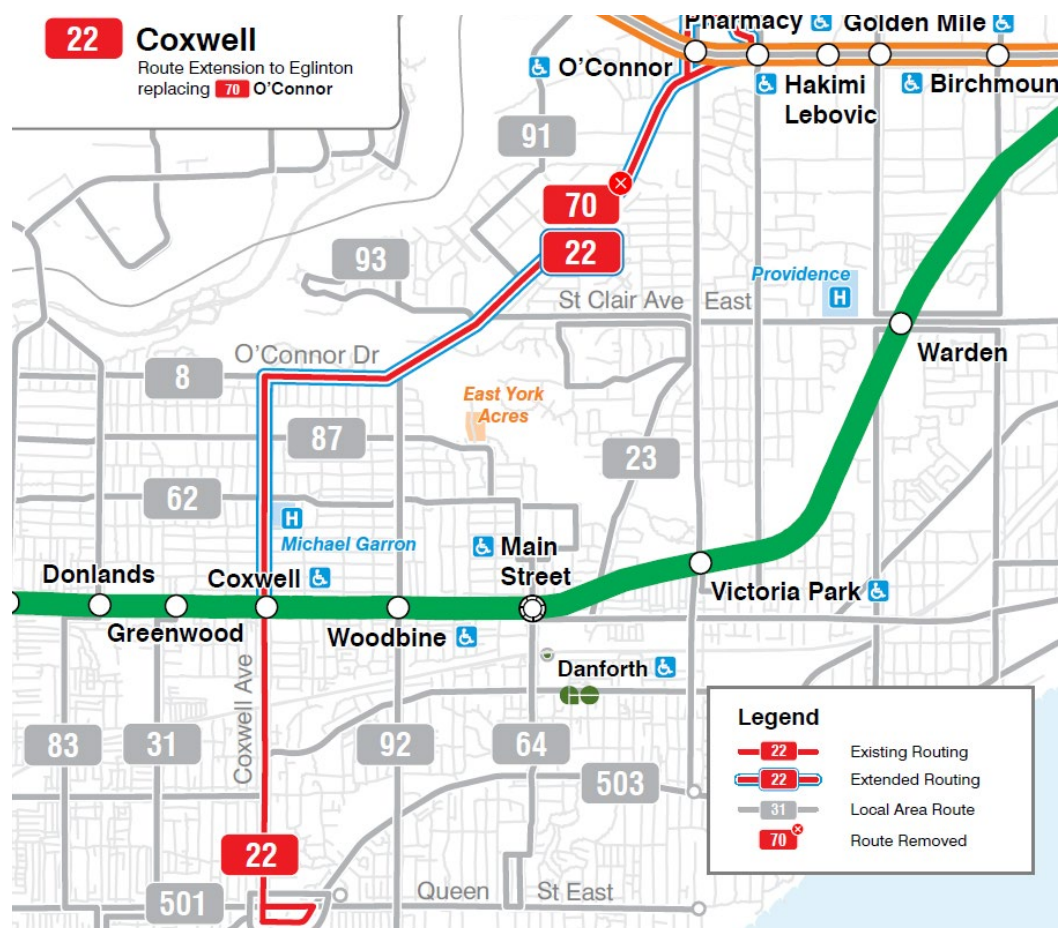 22 Coxwell
Route Extension to Eglinton
replacing 70 O'Connor
Pharmacy
Golden Mile
O'Connor
Hakimi
Lebovic
Birchmoun
91
70
22
93
St Clair Ave East
Providence
H
Warden
O'Connor Dr
8
East York
Acres
87
23
62
H
Michael Garron
Main
Street
Donlands
Coxwell
Victoria Park
Greenwood
Woodbine
Coxwell Ave
Danforth
GO
83
31
92
64
503
22
501
Queen St East
Legend
22 Existing Routing
22 Extended Routing
31 Local Area Route
70 Route Removed